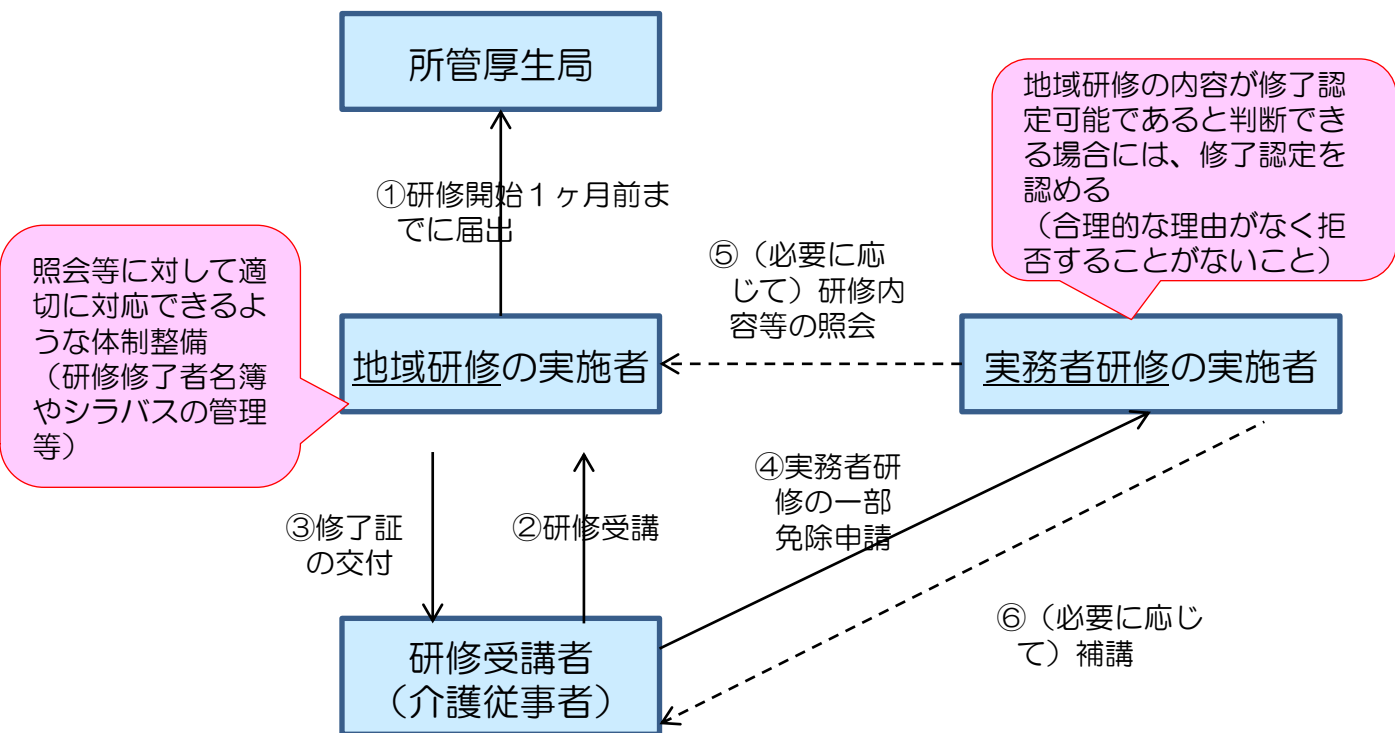 所管厚生局
地域研修の内容が修了認
定可能であると判断でき
る場合には、修了認定を
認める
（合理的な理由がなく拒
否することがないこと）
①研修開始１ヶ月前ま
でに届出
照会等に対して適
切に対応できるよ
うな体制整備
（研修修了者名簿
やシラバスの管理
等）
⑤（必要に応
じて）研修内
容等の照会
地域研修の実施者
実務者研修の実施者
③修了証
の交付
②研修受講
④実務者研
修の一部
免除申請
⑥（必要に応じ
て）補講
研修受講者
（介護従事者）